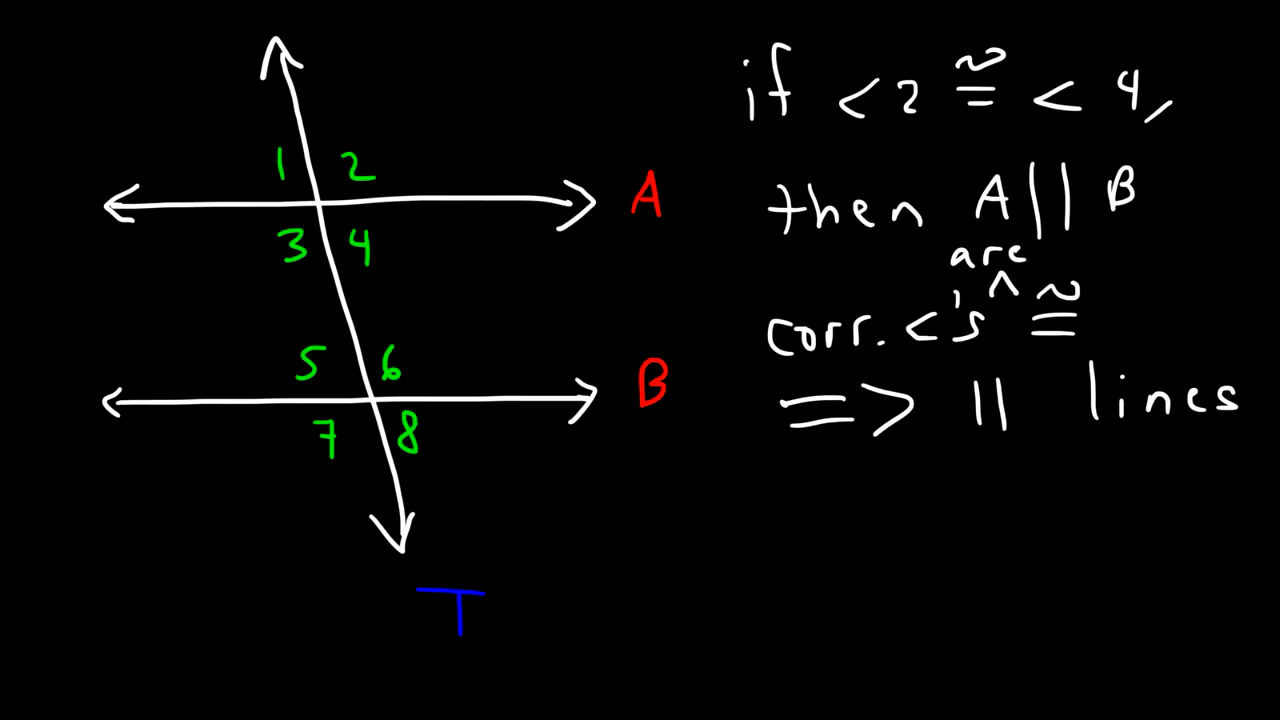 1 2
A
3 4
5 6
B
7 8
T
if <2 ≅ < 4,
then A || B
are
corr. <'s ^ ≅
=> || lines